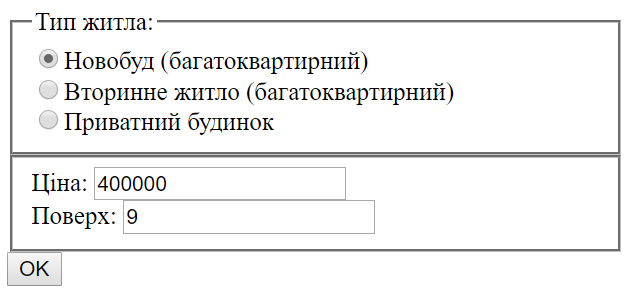 Тип житла:
Новобуд (багатоквартирний)
Вторинне житло (багатоквартирний)
Приватний будинок
Ціна: 400000
Поверх: 9
OK